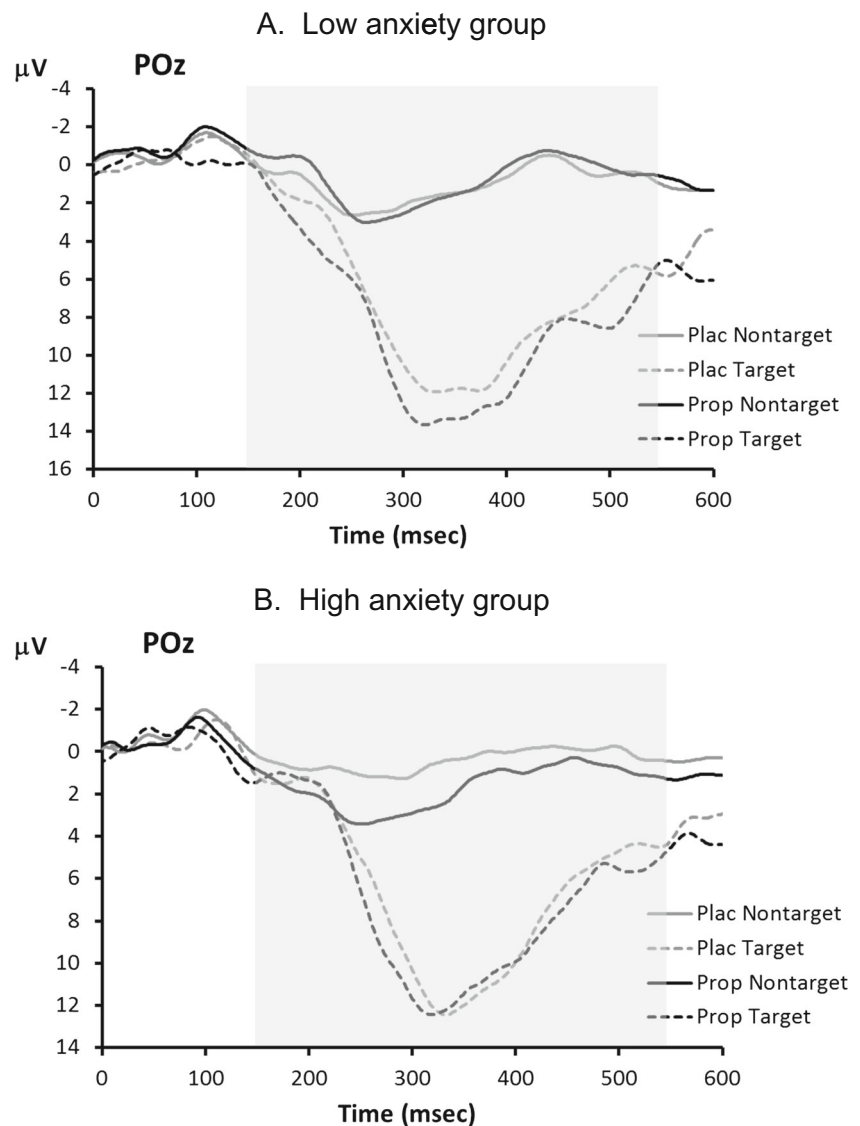 A. Low anxiety group
μV
POz
-4
-2
0
2
4
6
8
10
12
14
16
Plac Nontarget
Plac Target
Prop Nontarget
Prop Target
0 100 200 300 400 500 600
Time (msec)
B. High anxiety group
μV
POz
-4
-2
0
2
4
6
8
10
12
14
Plac Nontarget
Plac Target
Prop Nontarget
Prop Target
0 100 200 300 400 500 600
Time (msec)